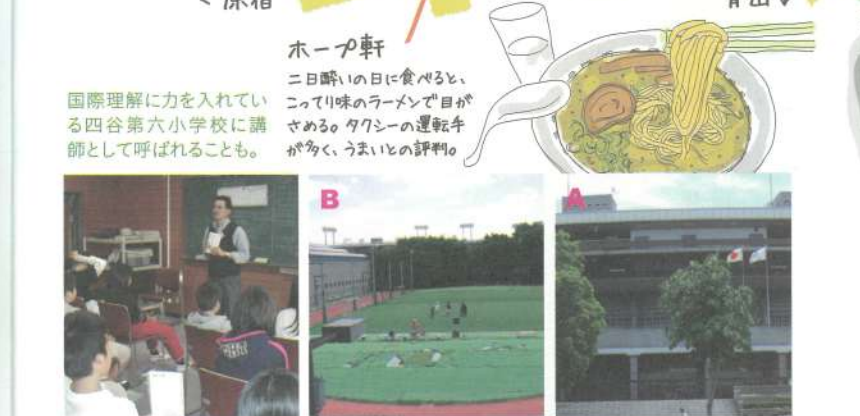 原宿
青山
ホープ軒
二日酔いの日に食べると、
こってり味のラーメンで目が
さめる。タクシーの運転手
が多く、うまいとの評判。
国際理解に力を入れてい
る四谷第六小学校に講
師として呼ばれることも。
B
A